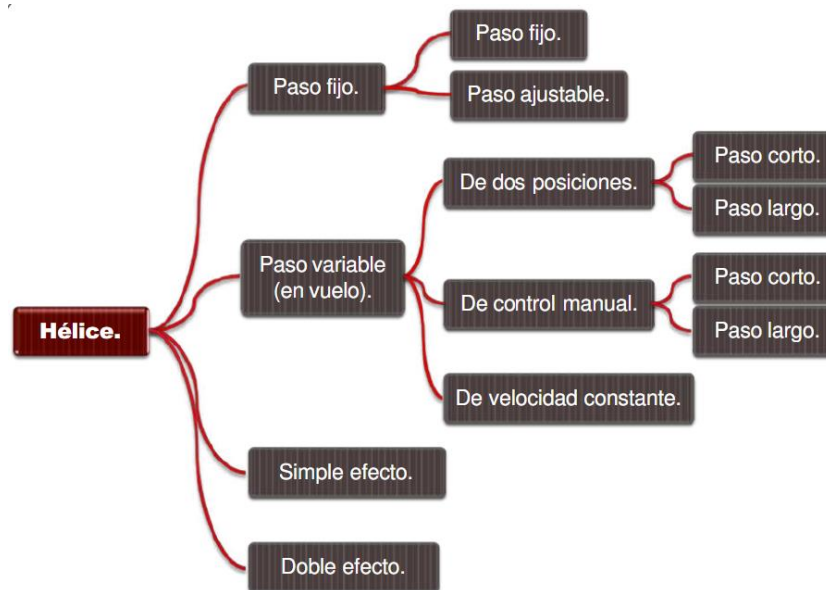 Hélice.
Paso fijo.
Paso fijo.
Paso ajustable.
Paso variable
(en vuelo).
De dos posiciones.
Paso corto.
Paso largo.
De control manual.
Paso corto.
Paso largo.
De velocidad constante.
Simple efecto.
Doble efecto.